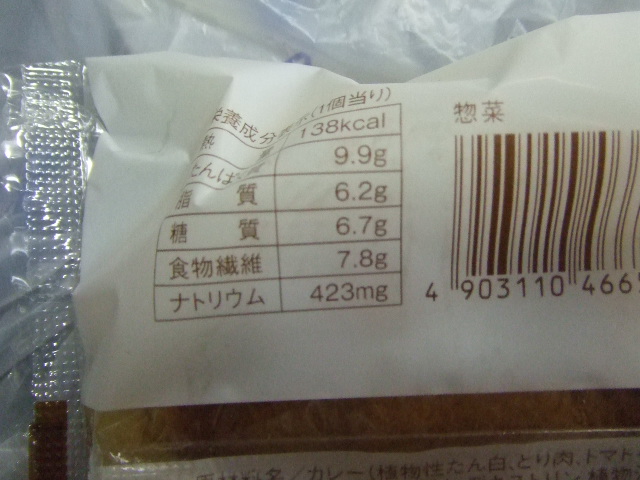 栄養成分表示(1個当り)
熱量 138kcal
たんぱく質 9.9g
脂質 6.2g
糖質 6.7g
食物繊維 7.8g
ナトリウム 423mg
惣菜
4 903110 466
原材料名/カレー(植物性たん白、とり肉、トマト